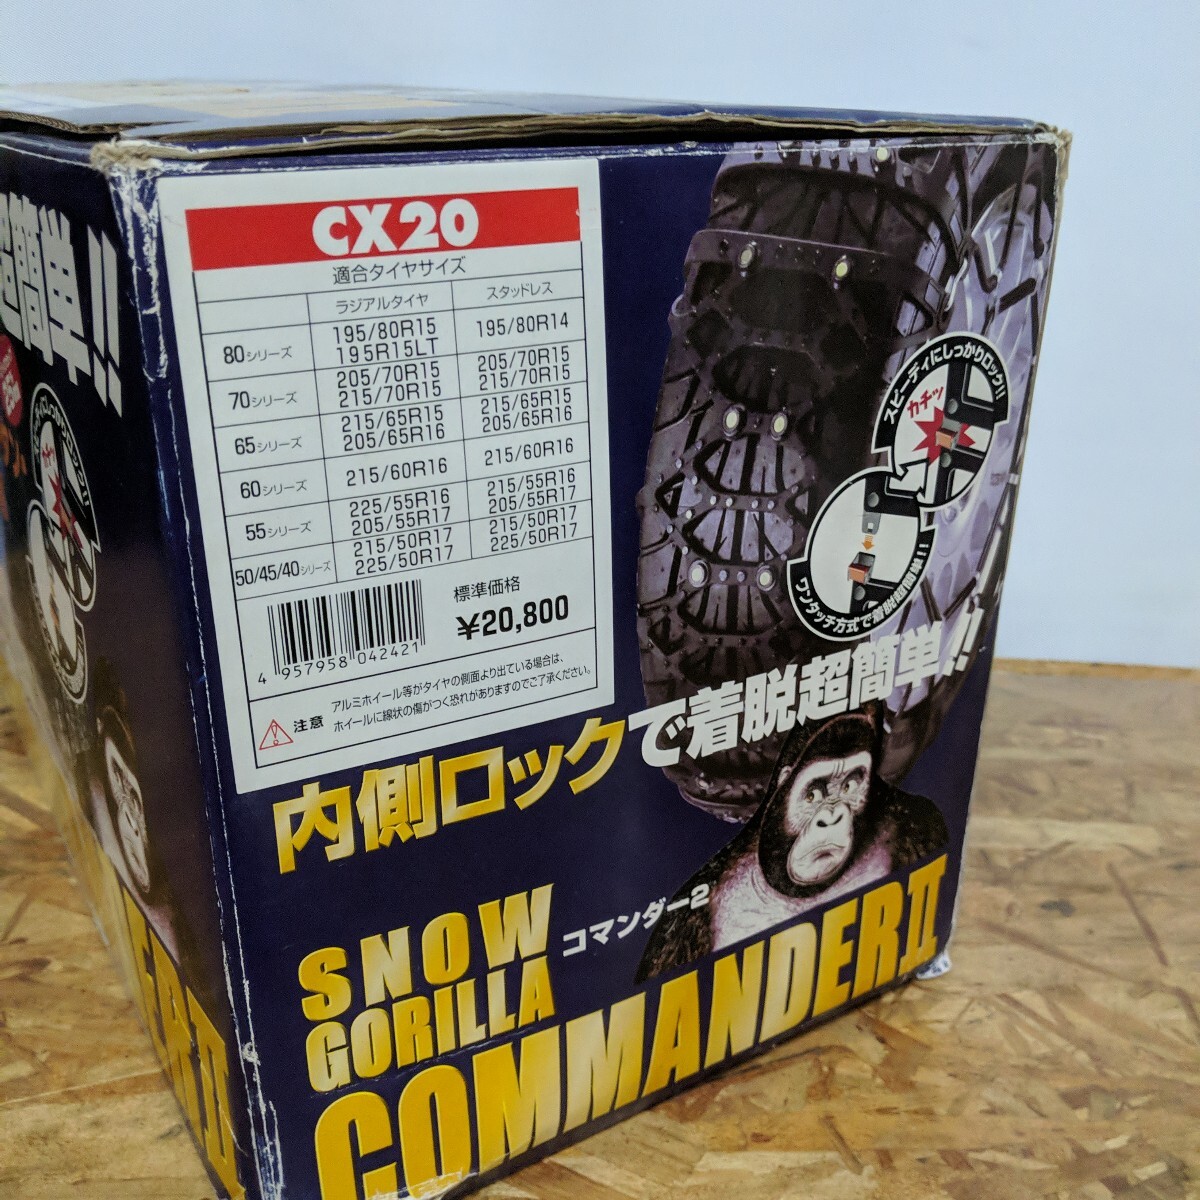 CX20
適合タイヤサイズ
ラジアルタイヤ スタッドレス
80シリーズ 195/80R15 195R15LT 195/80R14
70シリーズ 205/70R15 215/70R15 205/70R15 215/70R15
65シリーズ 215/65R15 205/65R16 215/65R15 205/65R16
60シリーズ 215/60R16 215/60R16
55シリーズ 225/55R16 205/55R17 215/55R16 205/55R17
50/45/40シリーズ 215/50R17 225/50R17 215/50R17 225/50R17
標準価格
¥20,800
4 957958 042421
注意
アルミホイール等がタイヤの側面より出ている場合は、
ホイールに線状の傷がつく恐れがありますのでご了承ください。
スピーディにしっかりロック!!
カチッ
ワンタッチ方式で着脱超簡単!!
内側ロックで着脱超簡単!!
SNOW
GORILLA
コマンダー2
COMMANDER II
超簡単!!
ER II